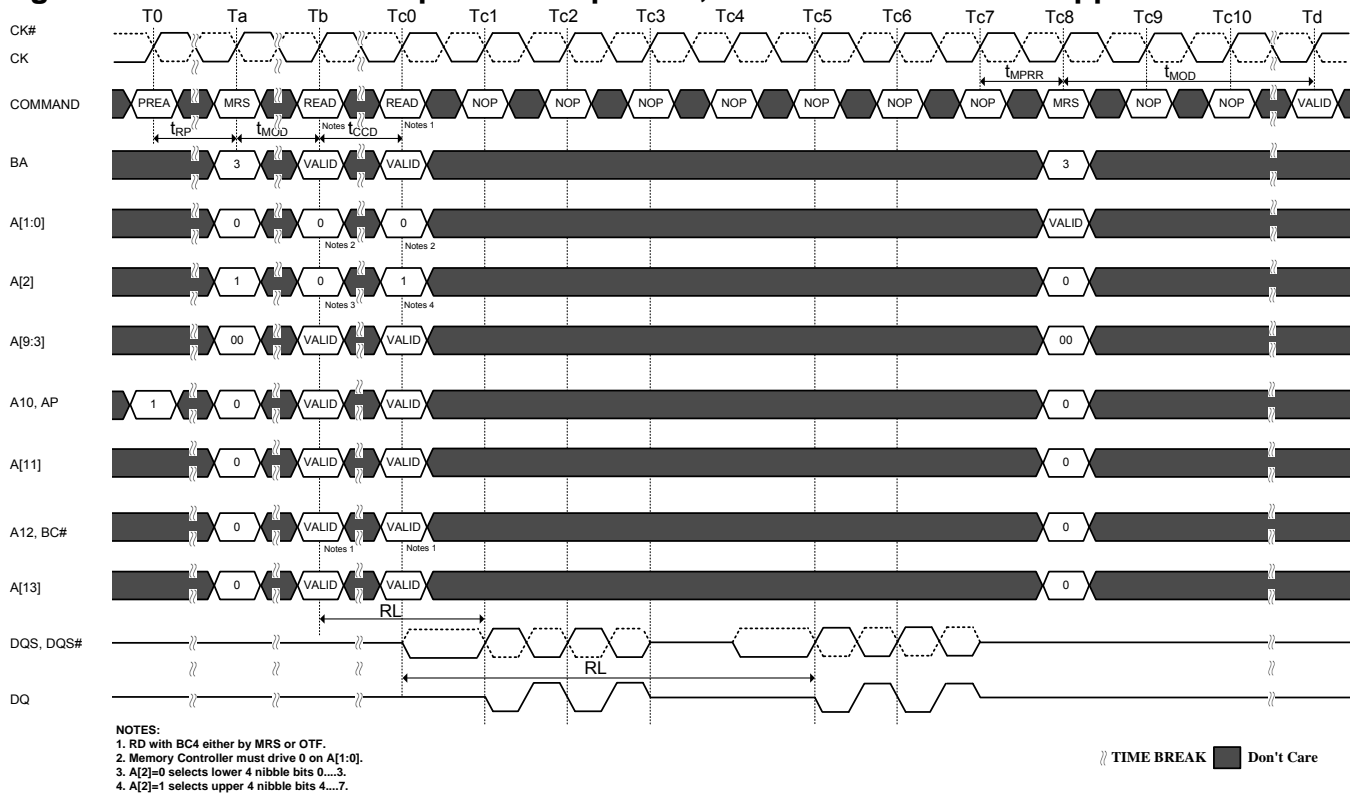 T0 Ta Tb Tc0 Tc1 Tc2 Tc3 Tc4 Tc5 Tc6 Tc7 Tc8 Tc9 Tc10 Td
CK#
CK
tMPRR tMOD
COMMAND PREA MRS READ READ NOP NOP NOP NOP NOP NOP NOP MRS NOP NOP VALID
Notes 1 Notes 1
tRP tMOD tCCD
BA 3 VALID VALID 3
A[1:0] 0 0 0 VALID
Notes 2 Notes 2
A[2] 1 0 1 0
Notes 3 Notes 4
A[9:3] 00 VALID VALID 00
A10, AP 1 0 VALID VALID 0
A[11] 0 VALID VALID 0
A12, BC# 0 VALID VALID 0
Notes 1 Notes 1
A[13] 0 VALID VALID 0
RL
DQS, DQS#
RL
DQ
NOTES:
1. RD with BC4 either by MRS or OTF.
2. Memory Controller must drive 0 on A[1:0].
3. A[2]=0 selects lower 4 nibble bits 0....3.
4. A[2]=1 selects upper 4 nibble bits 4....7.
TIME BREAK Don't Care